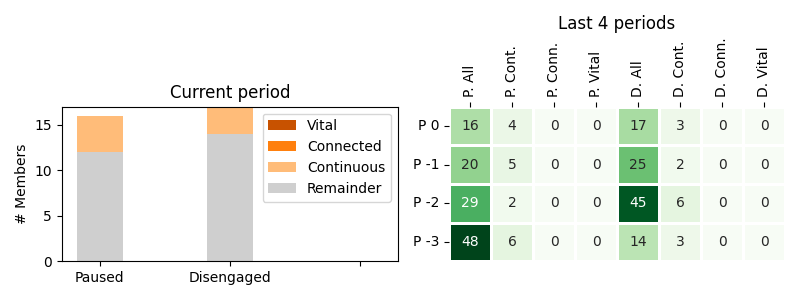 Current period
# Members
15
10
5
0
Paused
Disengaged
Vital
Connected
Continuous
Remainder
Last 4 periods
P. All
P. Cont.
P. Conn.
P. Vital
D. All
D. Cont.
D. Conn.
D. Vital
P 0 16 4 0 0 17 3 0 0
P -1 20 5 0 0 25 2 0 0
P -2 29 2 0 0 45 6 0 0
P -3 48 6 0 0 14 3 0 0